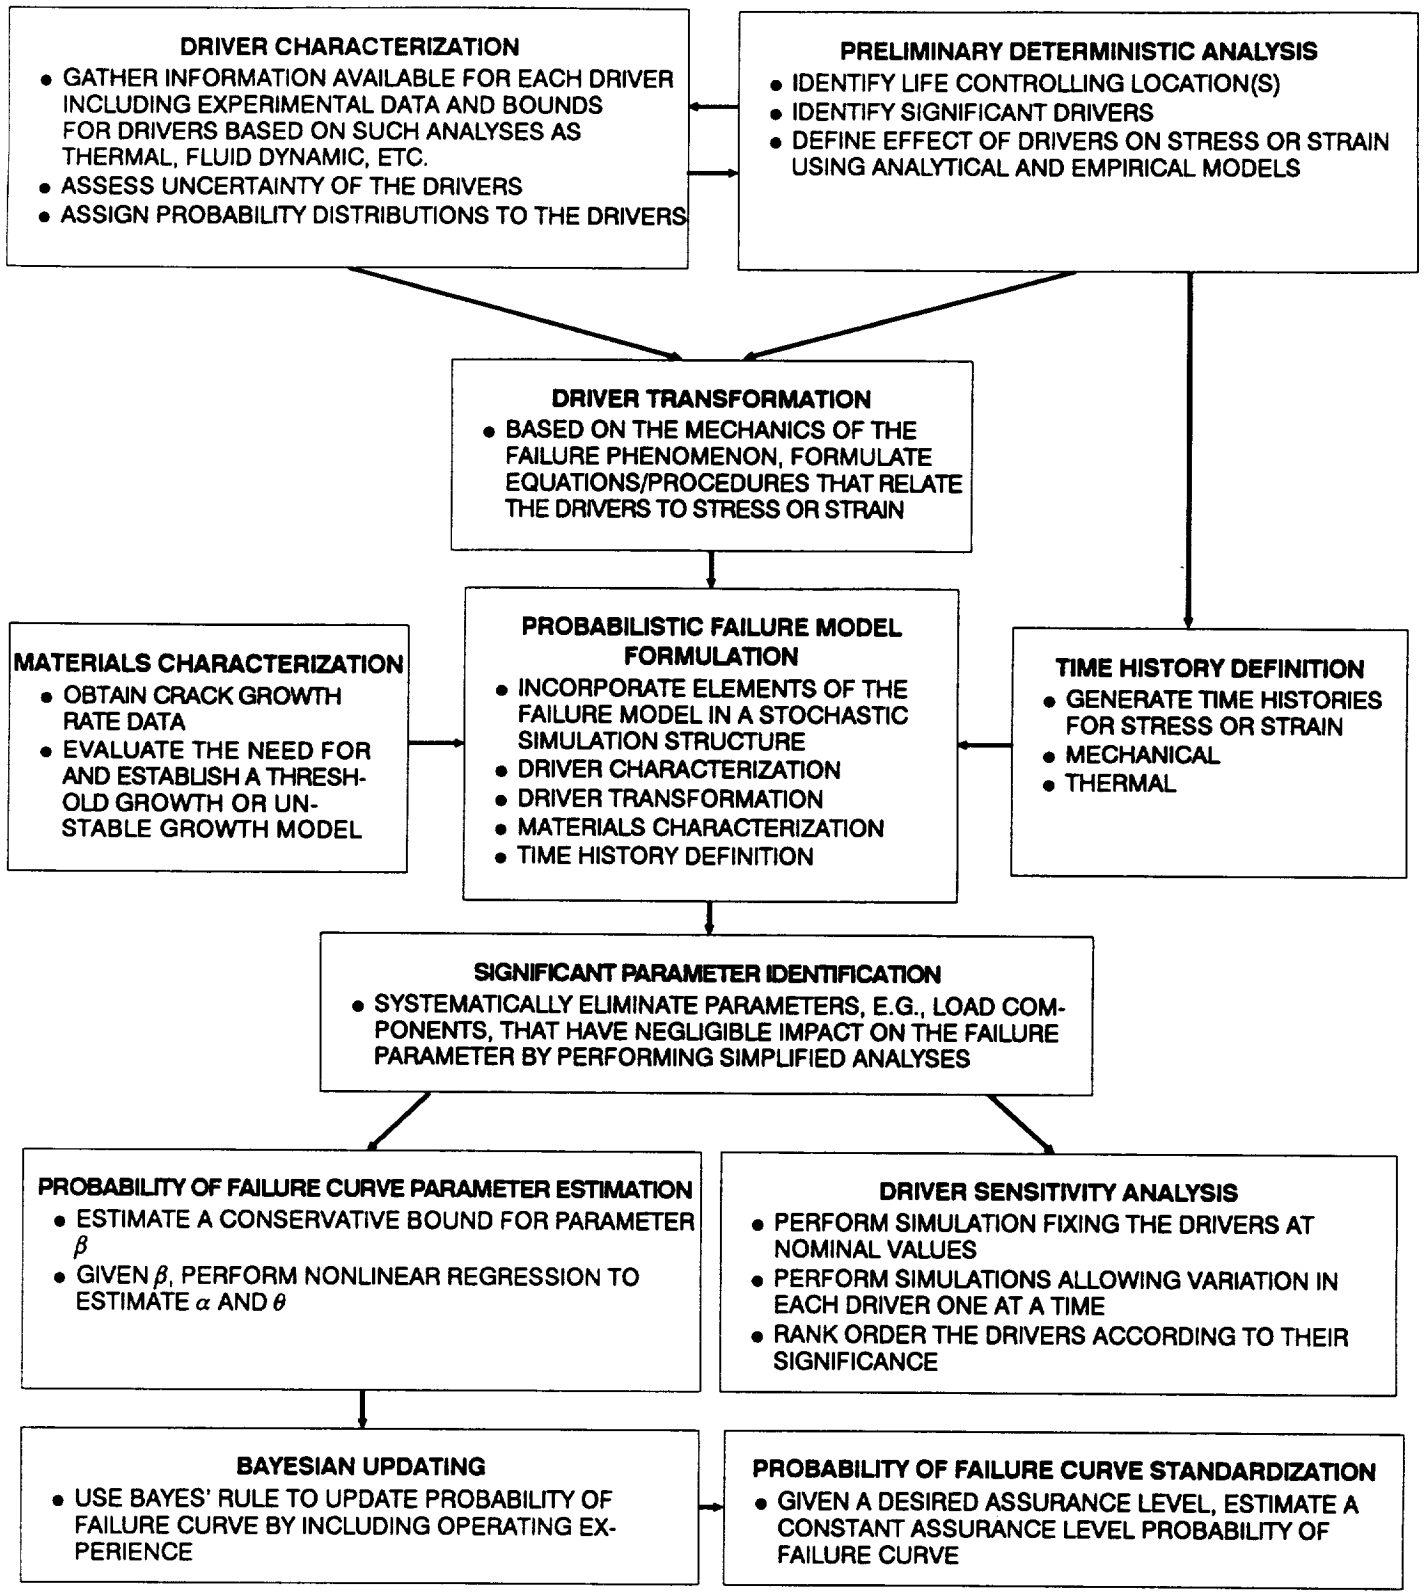 DRIVER CHARACTERIZATION
● GATHER INFORMATION AVAILABLE FOR EACH DRIVER
INCLUDING EXPERIMENTAL DATA AND BOUNDS
FOR DRIVERS BASED ON SUCH ANALYSES AS
THERMAL, FLUID DYNAMIC, ETC.
● ASSESS UNCERTAINTY OF THE DRIVERS
● ASSIGN PROBABILITY DISTRIBUTIONS TO THE DRIVERS
PRELIMINARY DETERMINISTIC ANALYSIS
● IDENTIFY LIFE CONTROLLING LOCATION(S)
● IDENTIFY SIGNIFICANT DRIVERS
● DEFINE EFFECT OF DRIVERS ON STRESS OR STRAIN
USING ANALYTICAL AND EMPIRICAL MODELS
DRIVER TRANSFORMATION
● BASED ON THE MECHANICS OF THE
FAILURE PHENOMENON, FORMULATE
EQUATIONS/PROCEDURES THAT RELATE
THE DRIVERS TO STRESS OR STRAIN
MATERIALS CHARACTERIZATION
● OBTAIN CRACK GROWTH
RATE DATA
● EVALUATE THE NEED FOR
AND ESTABLISH A THRESH-
OLD GROWTH OR UN-
STABLE GROWTH MODEL
PROBABILISTIC FAILURE MODEL
FORMULATION
● INCORPORATE ELEMENTS OF THE
FAILURE MODEL IN A STOCHASTIC
SIMULATION STRUCTURE
● DRIVER CHARACTERIZATION
● DRIVER TRANSFORMATION
● MATERIALS CHARACTERIZATION
● TIME HISTORY DEFINITION
TIME HISTORY DEFINITION
● GENERATE TIME HISTORIES
FOR STRESS OR STRAIN
● MECHANICAL
● THERMAL
SIGNIFICANT PARAMETER IDENTIFICATION
● SYSTEMATICALLY ELIMINATE PARAMETERS, E.G., LOAD COM-
PONENTS, THAT HAVE NEGLIGIBLE IMPACT ON THE FAILURE
PARAMETER BY PERFORMING SIMPLIFIED ANALYSES
PROBABILITY OF FAILURE CURVE PARAMETER ESTIMATION
● ESTIMATE A CONSERVATIVE BOUND FOR PARAMETER
β
● GIVEN β, PERFORM NONLINEAR REGRESSION TO
ESTIMATE α AND θ
DRIVER SENSITIVITY ANALYSIS
● PERFORM SIMULATION FIXING THE DRIVERS AT
NOMINAL VALUES
● PERFORM SIMULATIONS ALLOWING VARIATION IN
EACH DRIVER ONE AT A TIME
● RANK ORDER THE DRIVERS ACCORDING TO THEIR
SIGNIFICANCE
BAYESIAN UPDATING
● USE BAYES' RULE TO UPDATE PROBABILITY OF
FAILURE CURVE BY INCLUDING OPERATING EX-
PERIENCE
PROBABILITY OF FAILURE CURVE STANDARDIZATION
● GIVEN A DESIRED ASSURANCE LEVEL, ESTIMATE A
CONSTANT ASSURANCE LEVEL PROBABILITY OF
FAILURE CURVE